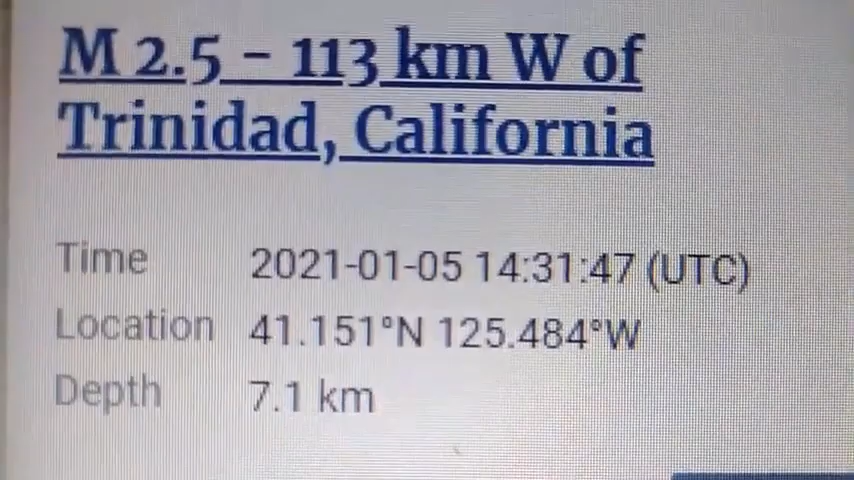 M 2.5 - 113 km W of
Trinidad, California
Time 2021-01-05 14:31:47 (UTC)
Location 41.151°N 125.484°W
Depth 7.1 km